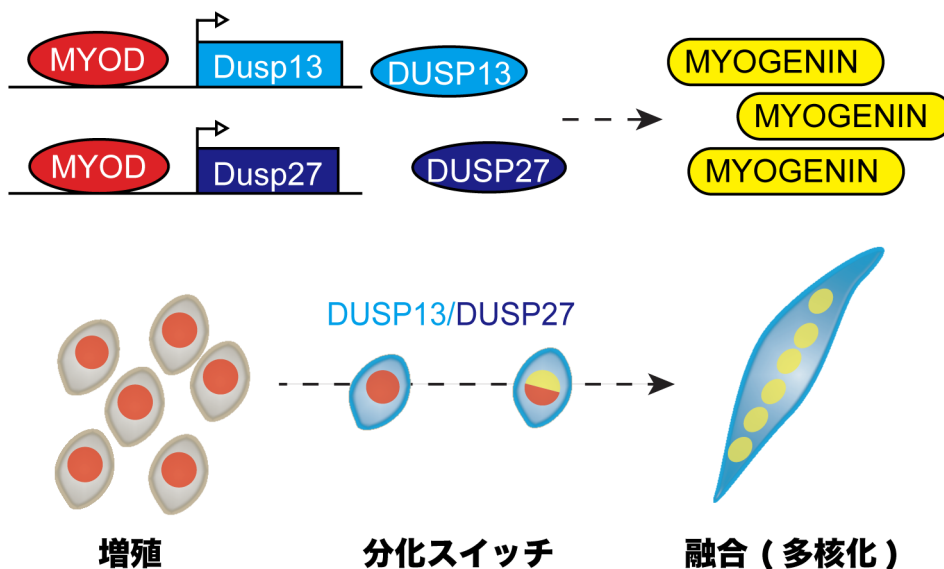 MYOD Dusp13 DUSP13 MYOGENIN
MYOGENIN
MYOD Dusp27 DUSP27 MYOGENIN
DUSP13/DUSP27
増殖 分化スイッチ 融合 ( 多核化 )